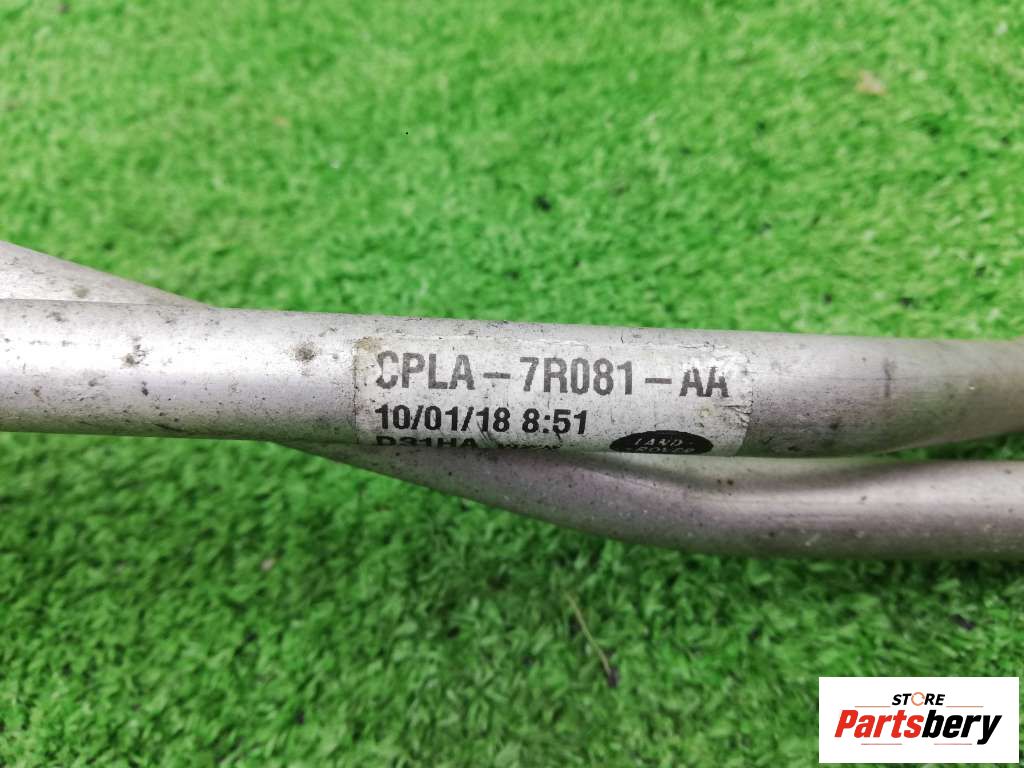 CPLA-7R081-AA
10/01/18 8:51
LAND-
ROVER
STORE
Partsbery